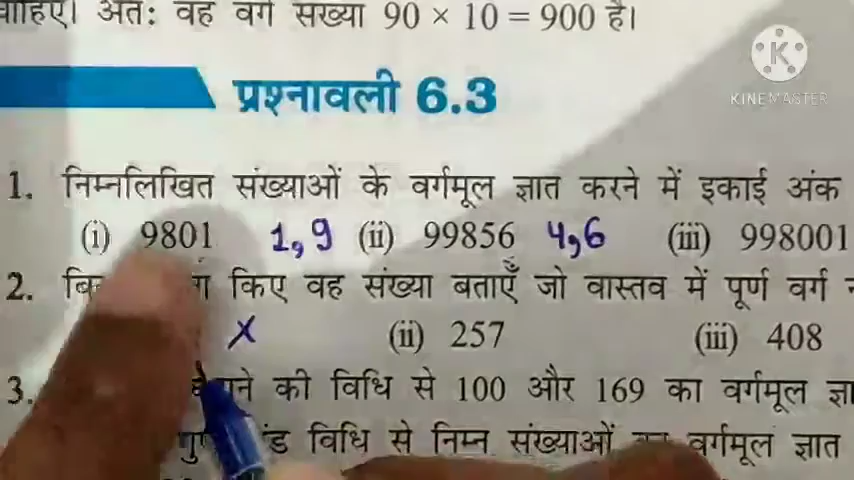 चाहिए। अतः वह वर्ग संख्या 90 × 10 = 900 है।
KINEMASTER
प्रश्नावली 6.3
1. निम्नलिखित संख्याओं के वर्गमूल ज्ञात करने में इकाई अंक
(i) 9801 1,9 (ii) 99856 4,6 (iii) 998001
2. किए वह संख्या बताएँ जो वास्तव में पूर्ण वर्ग
x (ii) 257 (iii) 408
3. की विधि से 100 और 169 का वर्गमूल
विधि से निम्न संख्याओं का वर्गमूल ज्ञात